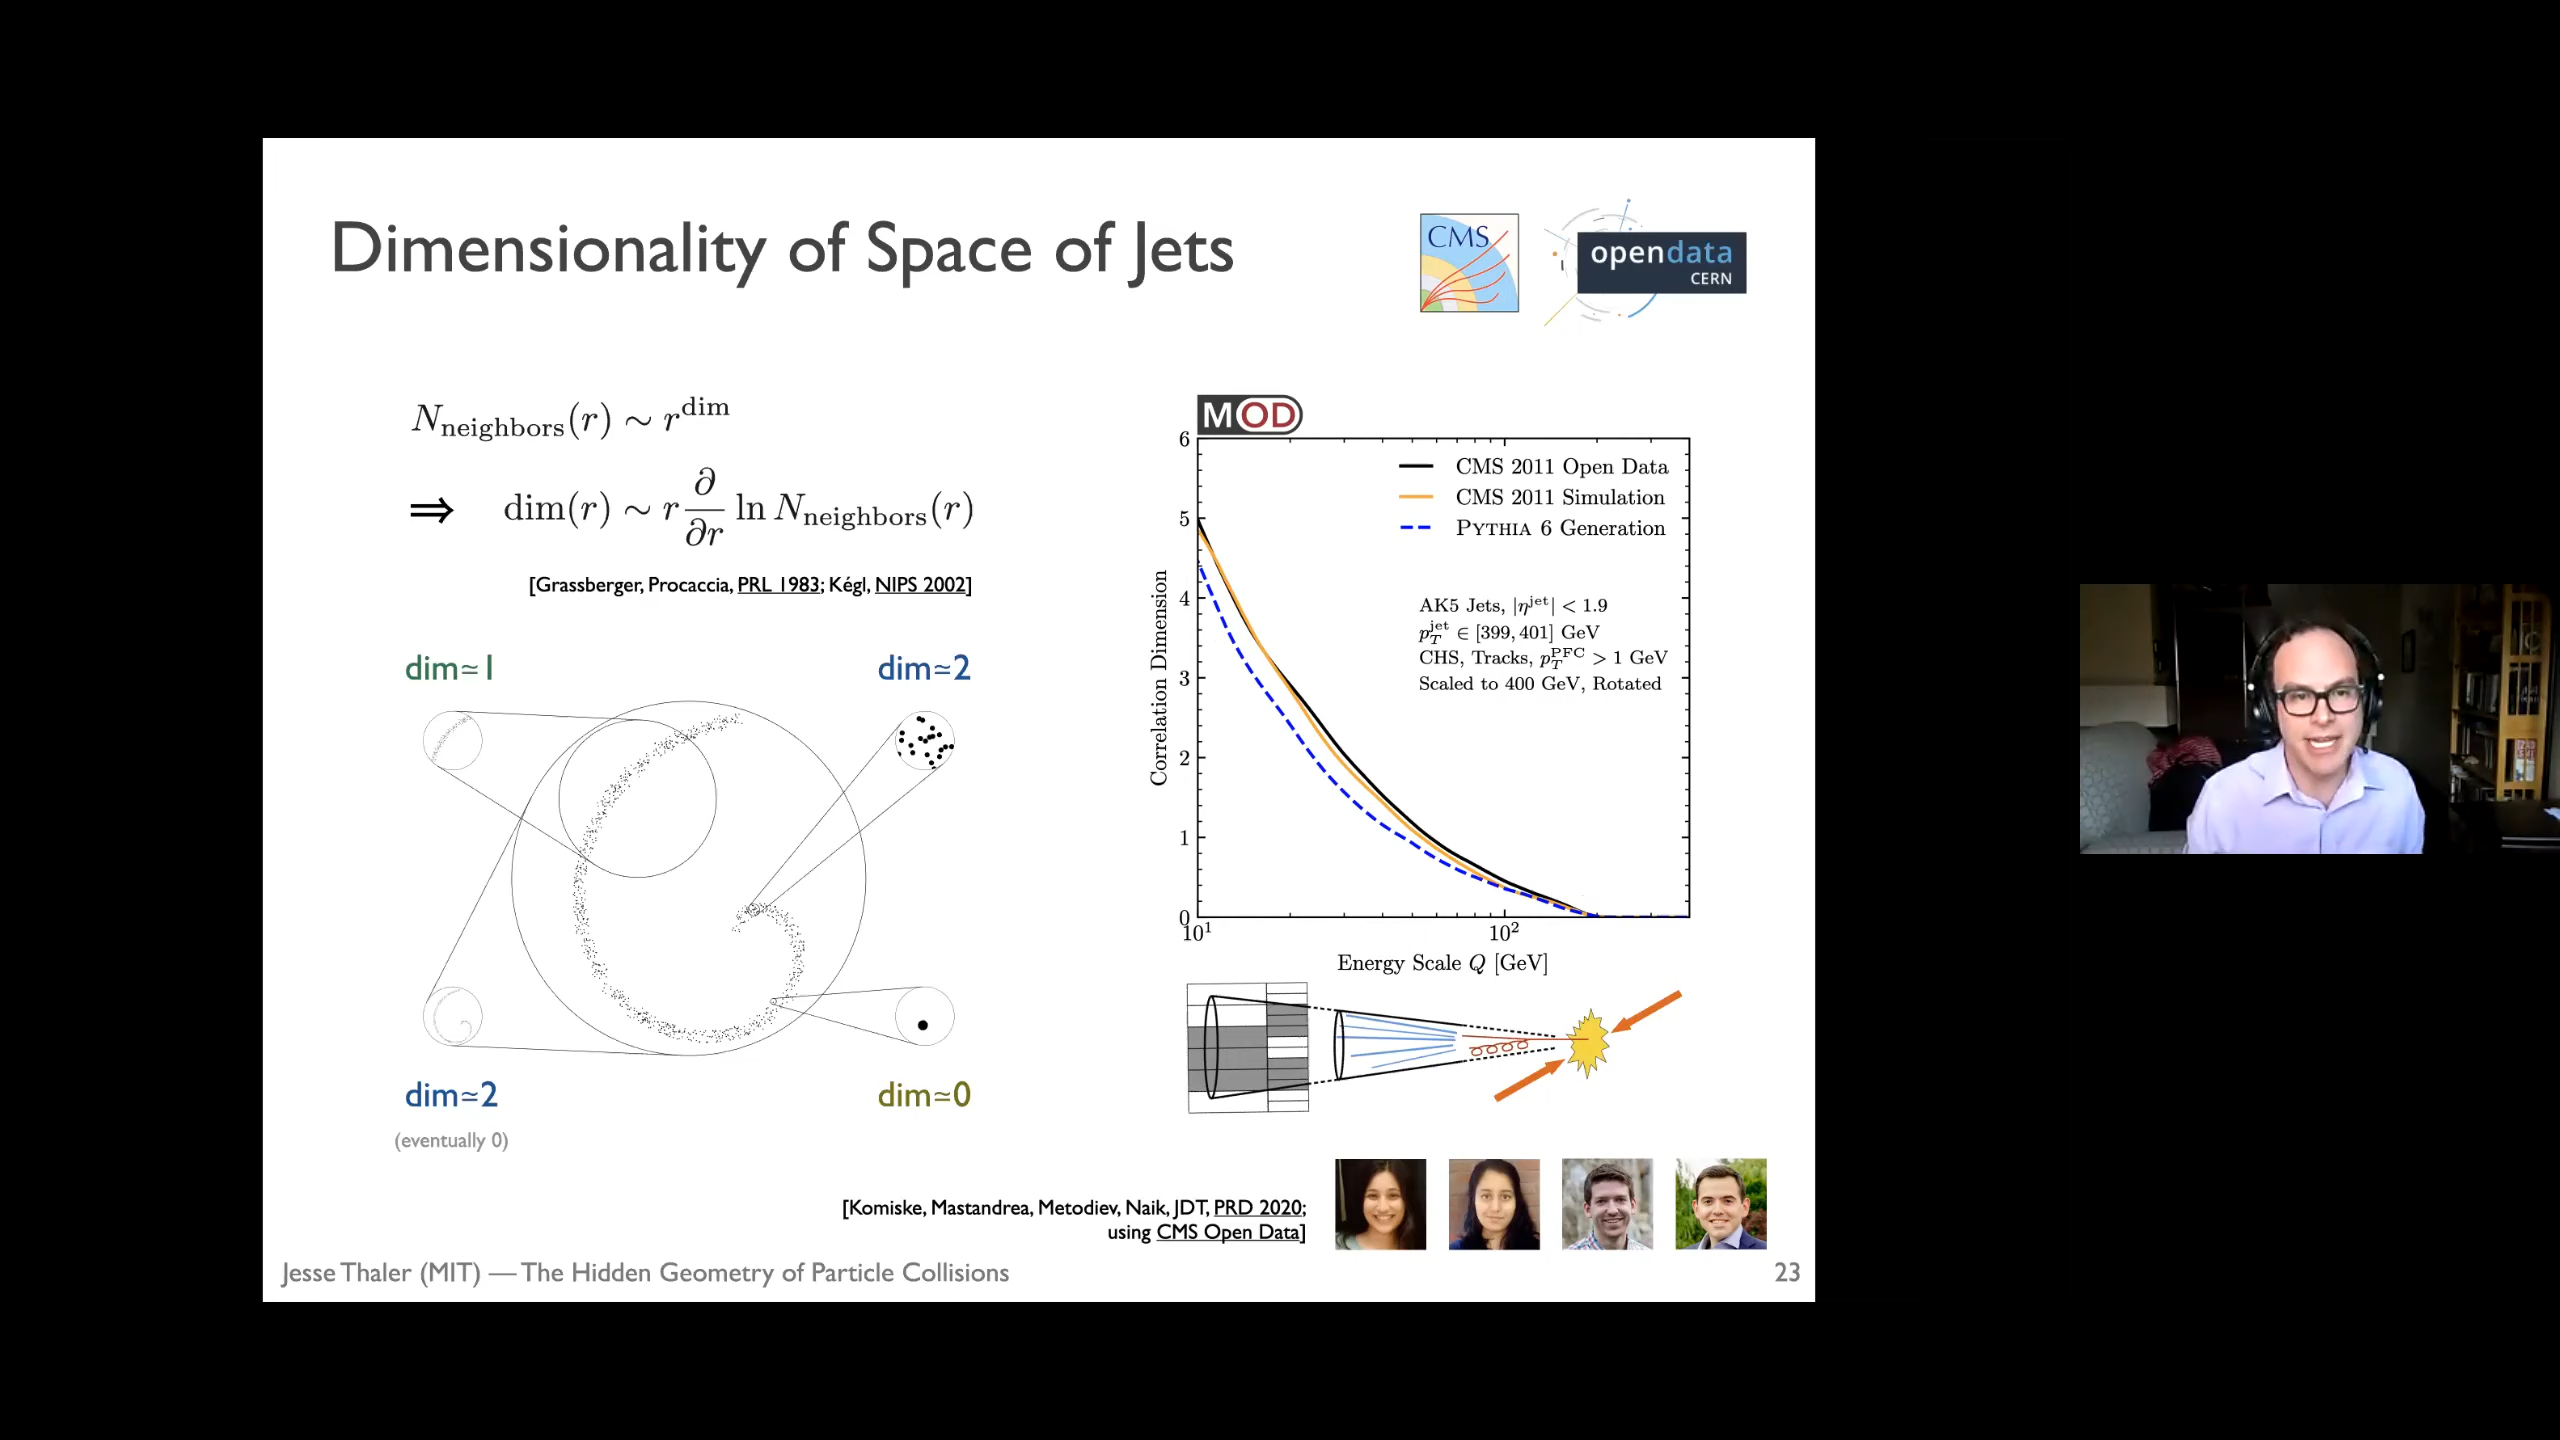 Dimensionality of Space of Jets
CMS
opendata
CERN
N_neighbors(r) ∼ r^dim
⇒ dim(r) ∼ r ∂/∂r ln N_neighbors(r)
[Grassberger, Procaccia, PRL 1983; Kégl, NIPS 2002]
dim≃1
dim≃2
dim≃2
(eventually 0)
dim≃0
MOD
6
5
4
3
2
1
0
Correlation Dimension
CMS 2011 Open Data
CMS 2011 Simulation
PYTHIA 6 Generation
AK5 Jets, |η^jet| < 1.9
p_T^jet ∈ [399, 401] GeV
CHS, Tracks, p_T^PFC > 1 GeV
Scaled to 400 GeV, Rotated
10^1
10^2
Energy Scale Q [GeV]
[Komiske, Mastandrea, Metodiev, Naik, JDT, PRD 2020;
using CMS Open Data]
Jesse Thaler (MIT) — The Hidden Geometry of Particle Collisions
23